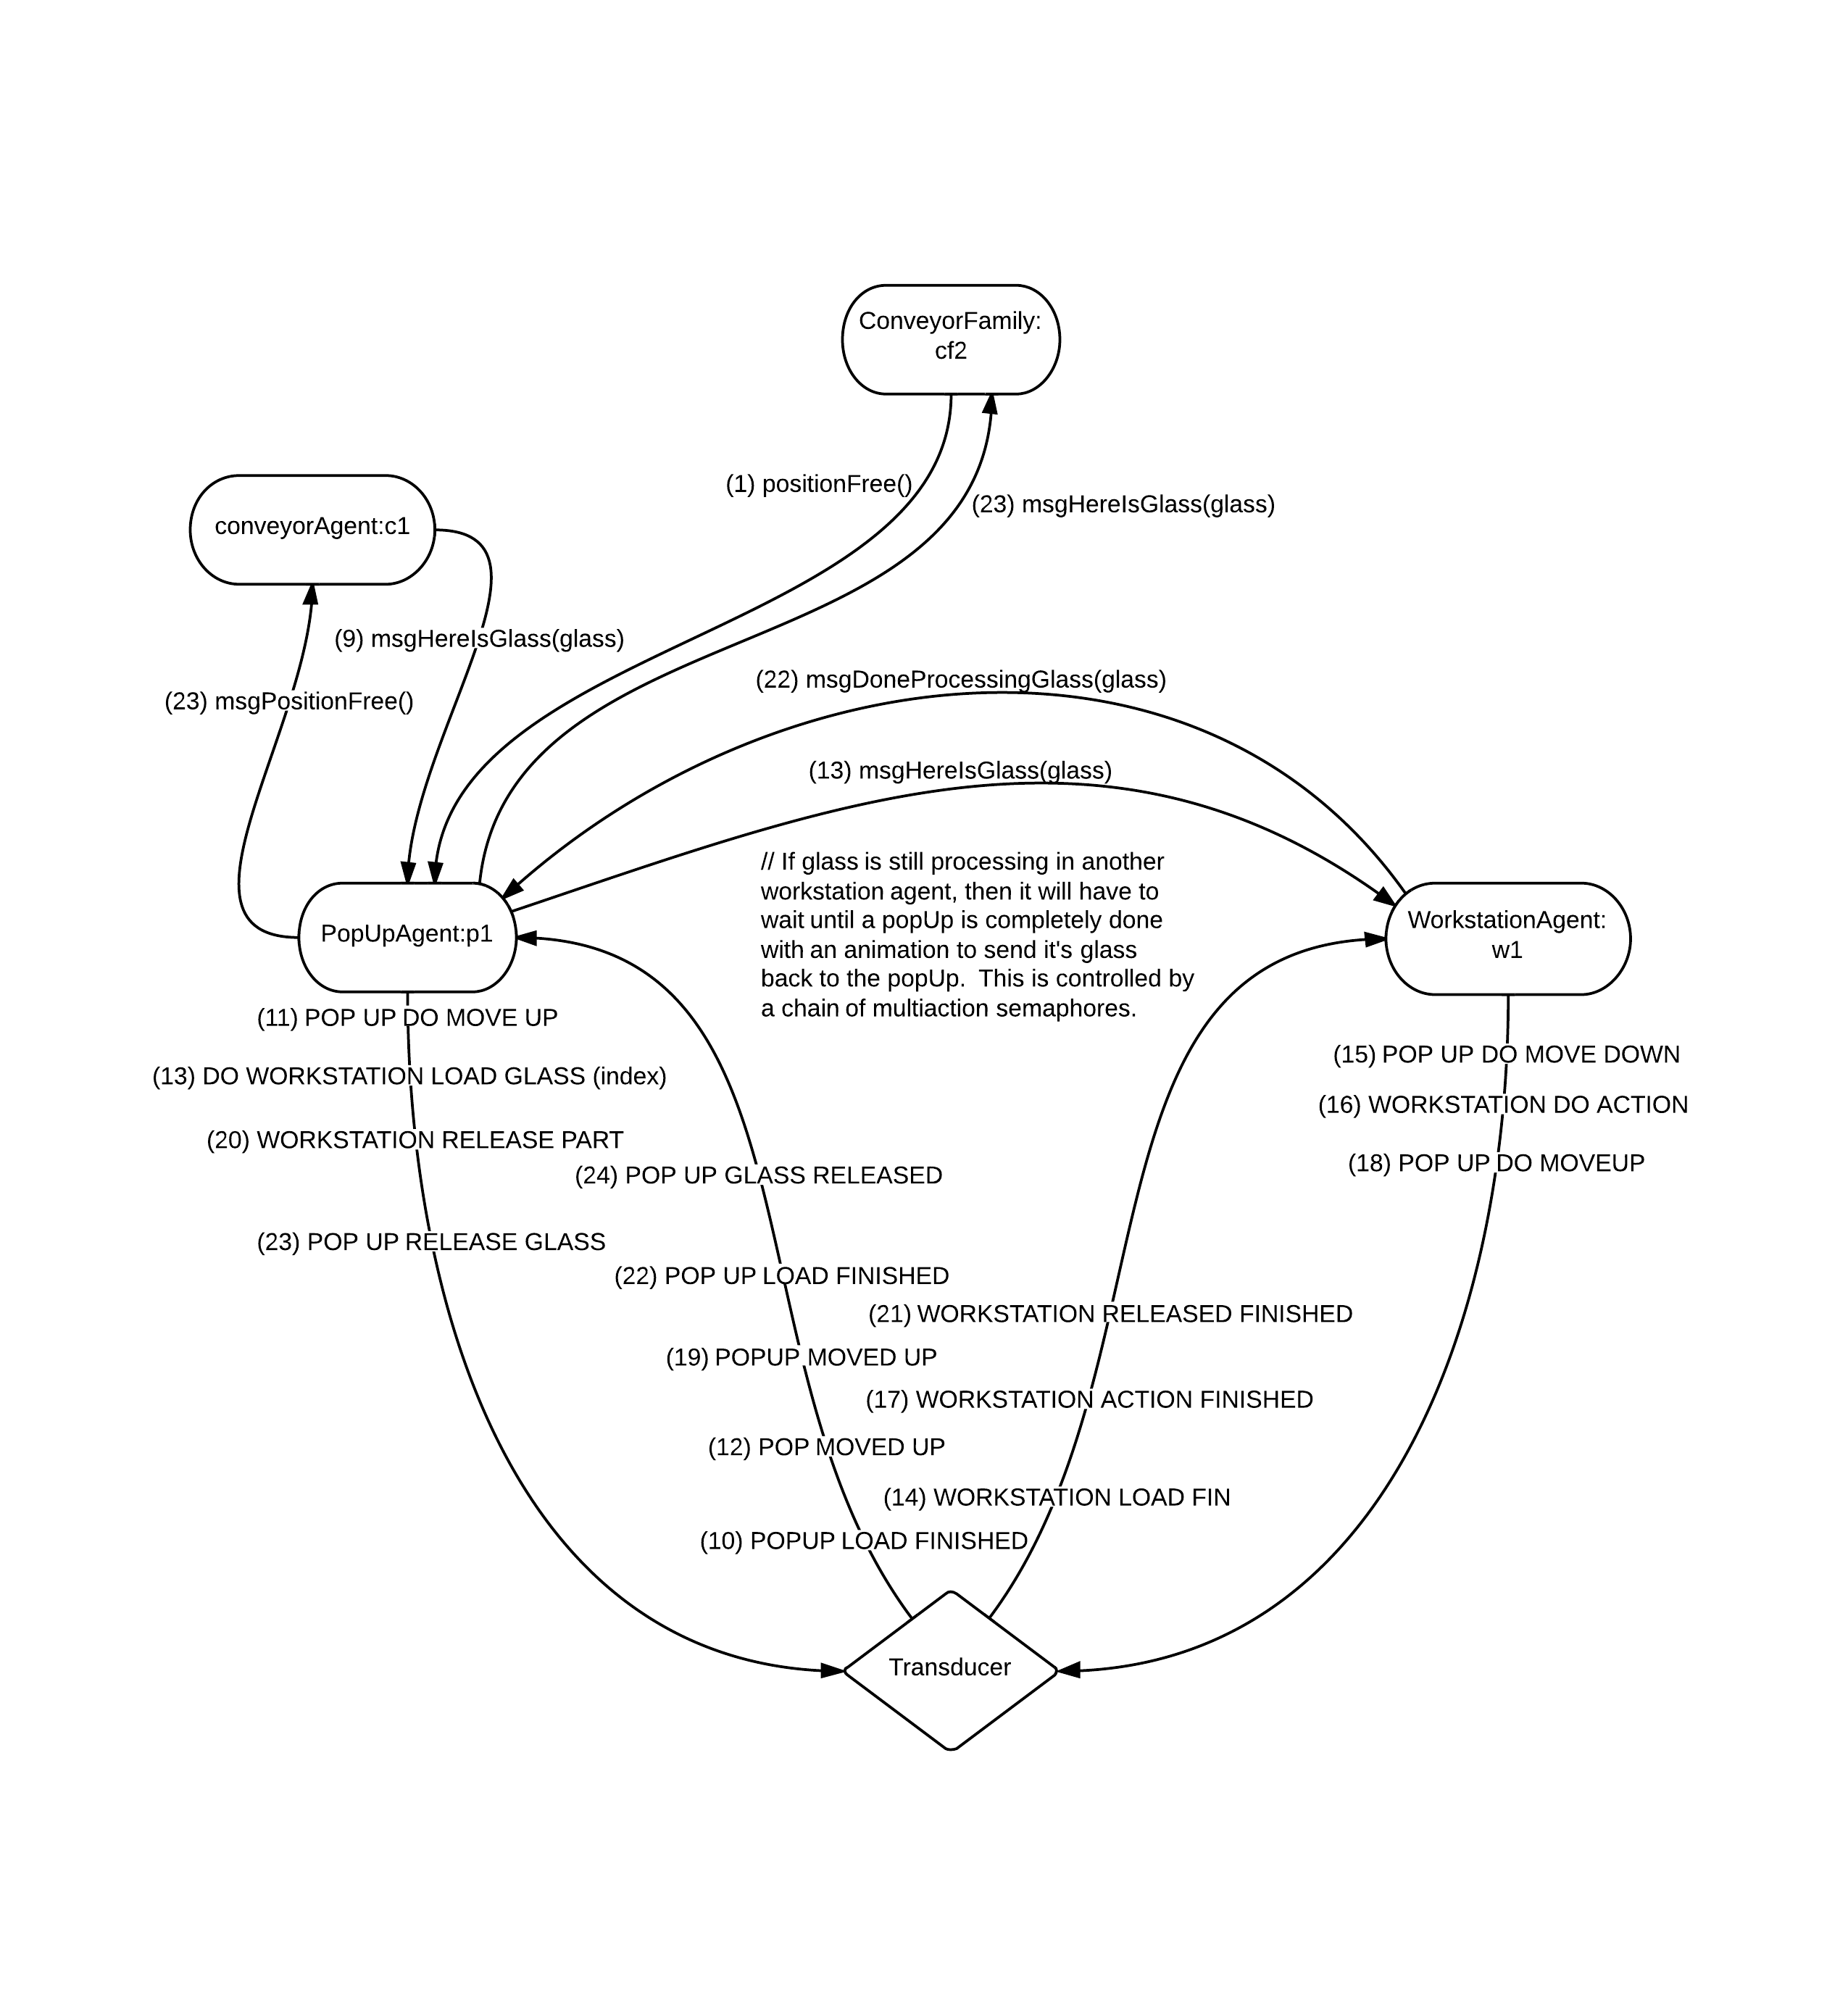 ConveyorFamily:
cf2
(1) positionFree()
(23) msgHereIsGlass(glass)
conveyorAgent:c1
(9) msgHereIsGlass(glass)
(23) msgPositionFree()
(22) msgDoneProcessingGlass(glass)
(13) msgHereIsGlass(glass)
// If glass is still processing in another
workstation agent, then it will have to
wait until a popUp is completely done
with an animation to send it's glass
back to the popUp.  This is controlled by
a chain of multiaction semaphores.
PopUpAgent:p1
WorkstationAgent:
w1
(11) POP UP DO MOVE UP
(13) DO WORKSTATION LOAD GLASS (index)
(20) WORKSTATION RELEASE PART
(23) POP UP RELEASE GLASS
(24) POP UP GLASS RELEASED
(22) POP UP LOAD FINISHED
(19) POPUP MOVED UP
(12) POP MOVED UP
(10) POPUP LOAD FINISHED
(21) WORKSTATION RELEASED FINISHED
(17) WORKSTATION ACTION FINISHED
(14) WORKSTATION LOAD FIN
(15) POP UP DO MOVE DOWN
(16) WORKSTATION DO ACTION
(18) POP UP DO MOVEUP
Transducer